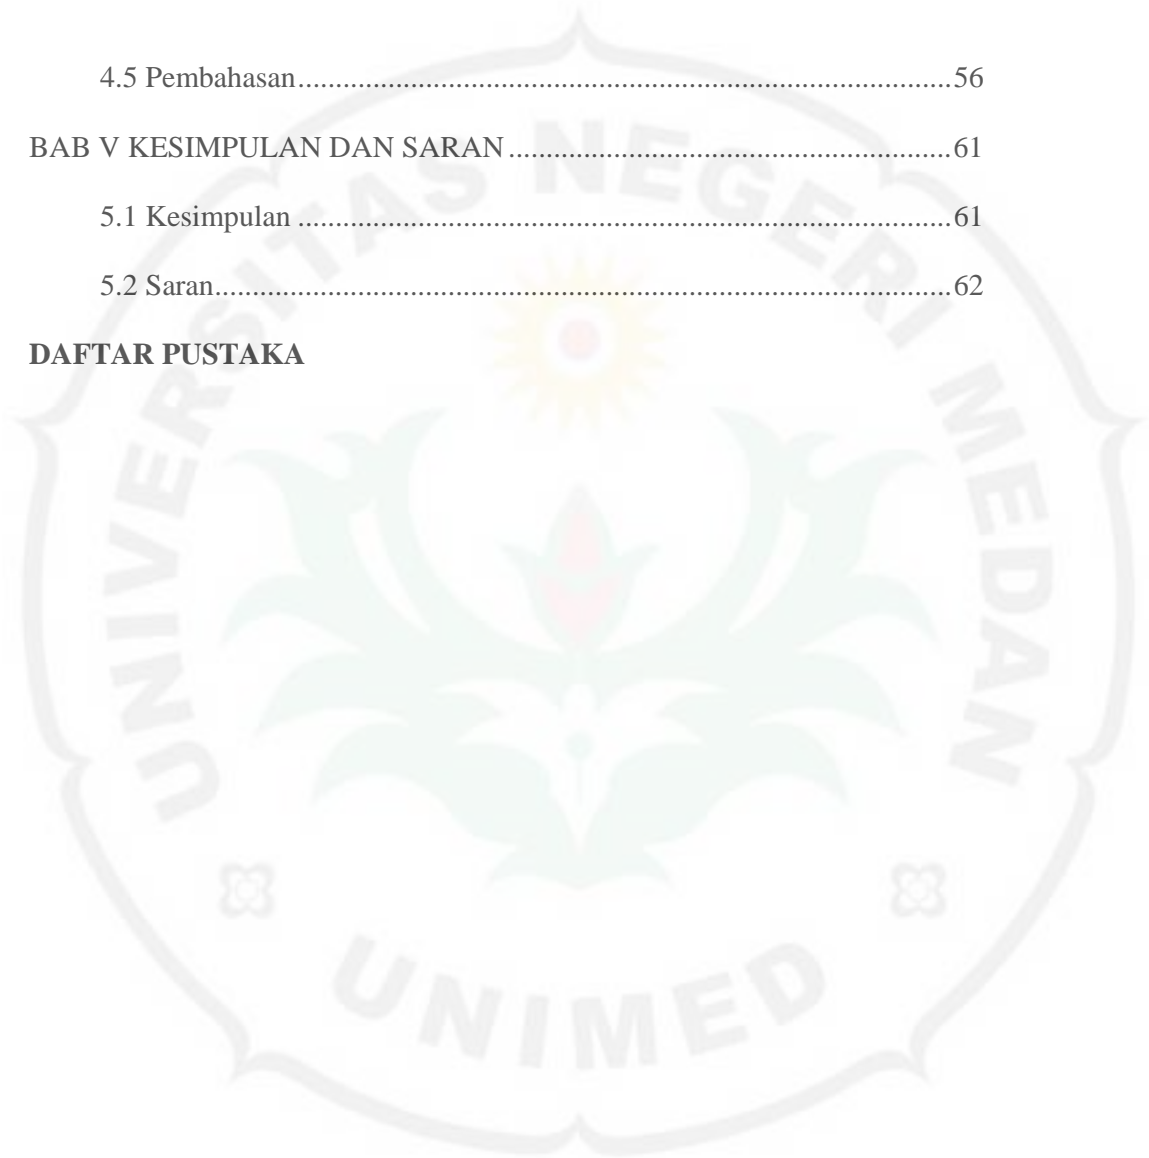 4.5 Pembahasan........................................................................................56
BAB V KESIMPULAN DAN SARAN...........................................................61
5.1 Kesimpulan ........................................................................................61
5.2 Saran...................................................................................................62
DAFTAR PUSTAKA
UNIVERSITAS NEGERI MEDAN
UNIMED